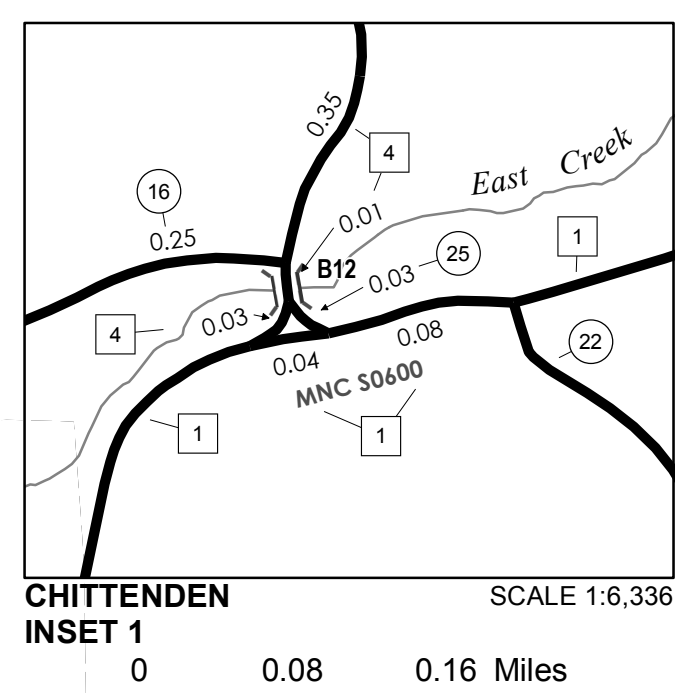 0.35
4
East Creek
16
0.01
0.25
1
25
B12
0.03
0.03
4
0.08
22
0.04
MNC S0600
1
1
CHITTENDEN
SCALE 1:6,336
INSET 1
0 0.08 0.16 Miles